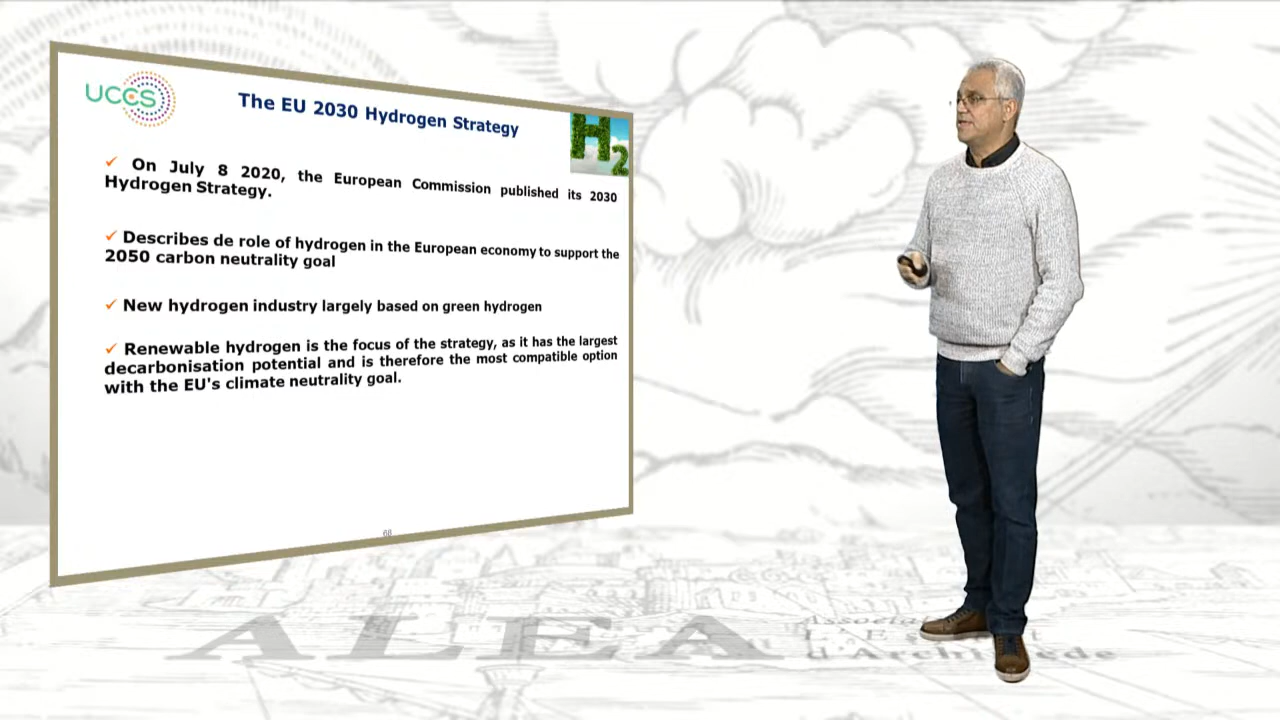 UCCS
The EU 2030 Hydrogen Strategy
H2
✓ On July 8 2020, the European Commission published its 2030
Hydrogen Strategy.
✓ Describes de role of hydrogen in the European economy to support the
2050 carbon neutrality goal
✓ New hydrogen industry largely based on green hydrogen
✓ Renewable hydrogen is the focus of the strategy, as it has the largest
decarbonisation potential and is therefore the most compatible option
with the EU's climate neutrality goal.
68
ALEA
L'E